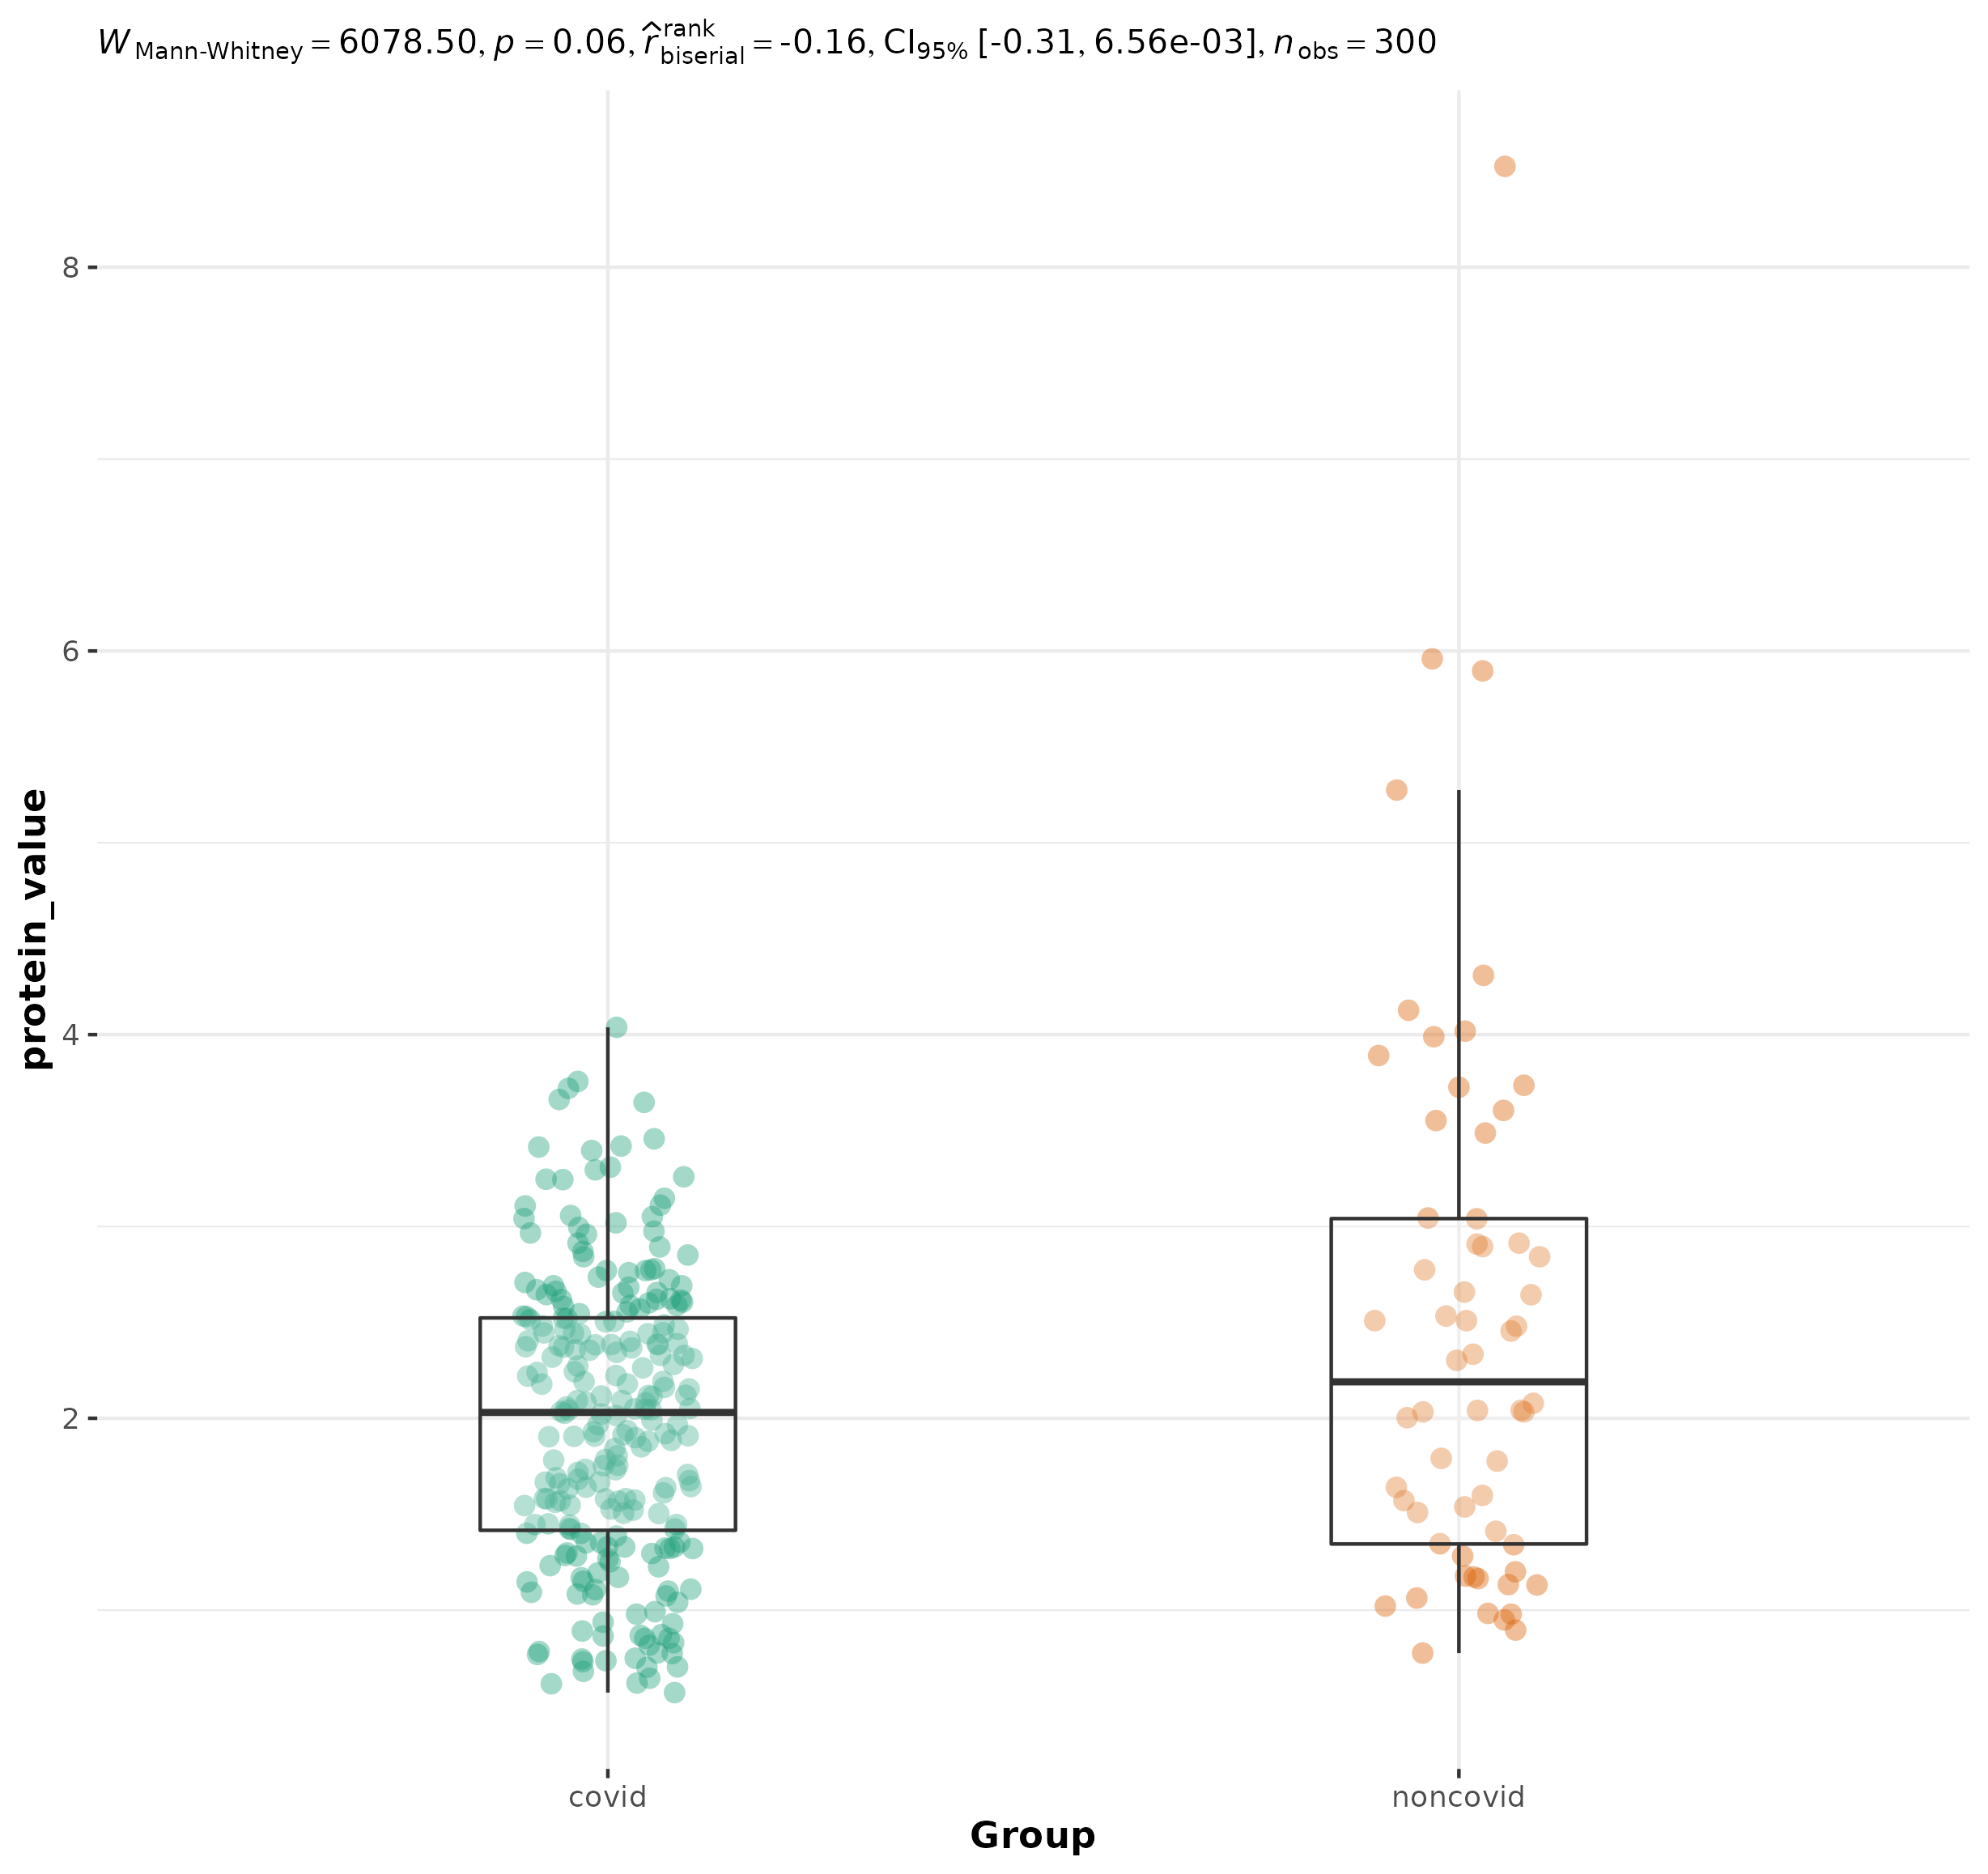 W Mann-Whitney = 6078.50, p = 0.06, r̂ rank biserial = -0.16, CI95% [-0.31, 6.56e-03], n obs = 300
8
6
4
2
protein_value
covid noncovid
Group